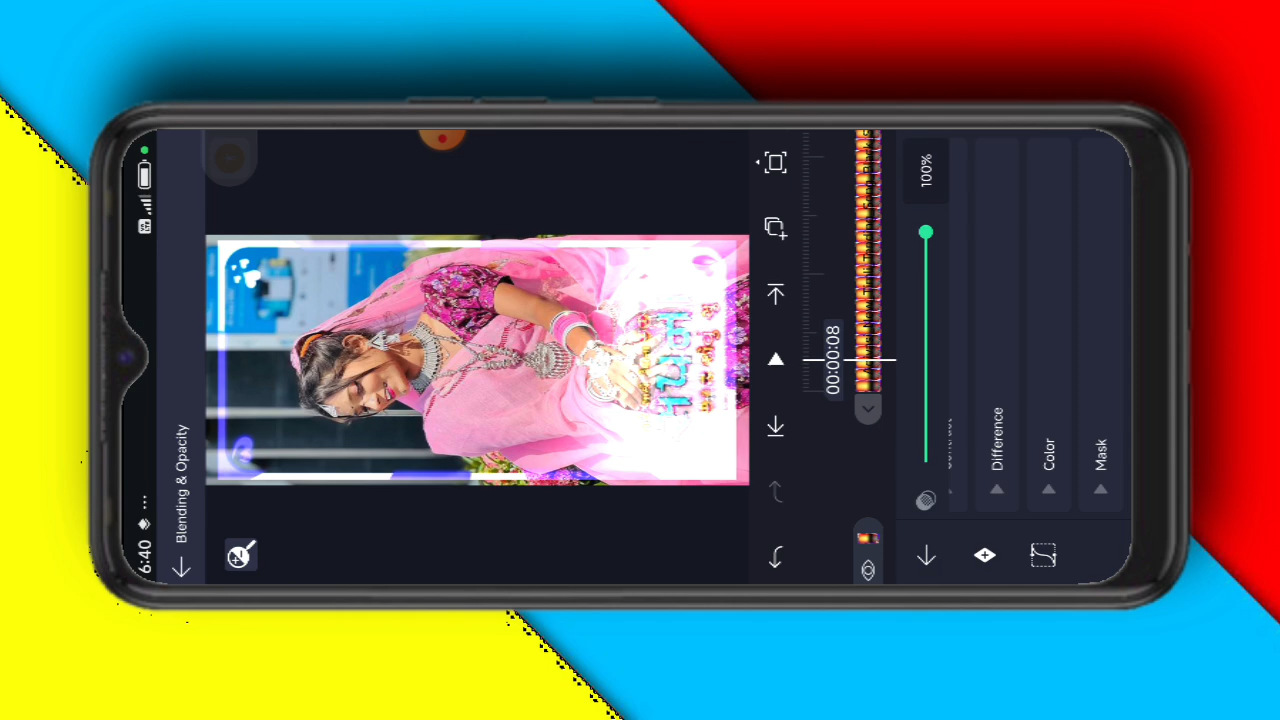 6:40
Blending & Opacity
00:00:08
100%
Difference
Color
Mask